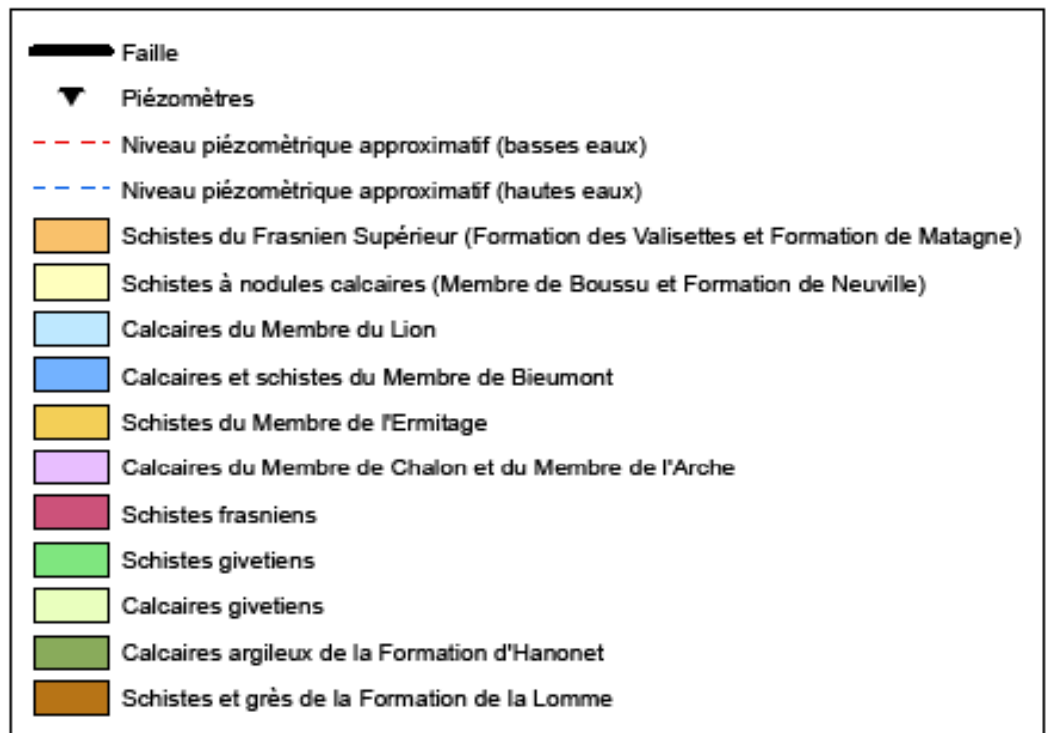 Faille
Piézomètres
Niveau piézomètrique approximatif (basses eaux)
Niveau piézomètrique approximatif (hautes eaux)
Schistes du Frasnien Supérieur (Formation des Valisettes et Formation de Matagne)
Schistes à nodules calcaires (Membre de Boussu et Formation de Neuville)
Calcaires du Membre du Lion
Calcaires et schistes du Membre de Bieumont
Schistes du Membre de l'Ermitage
Calcaires du Membre de Chalon et du Membre de l'Arche
Schistes frasniens
Schistes givetiens
Calcaires givetiens
Calcaires argileux de la Formation d'Hanonet
Schistes et grès de la Formation de la Lomme